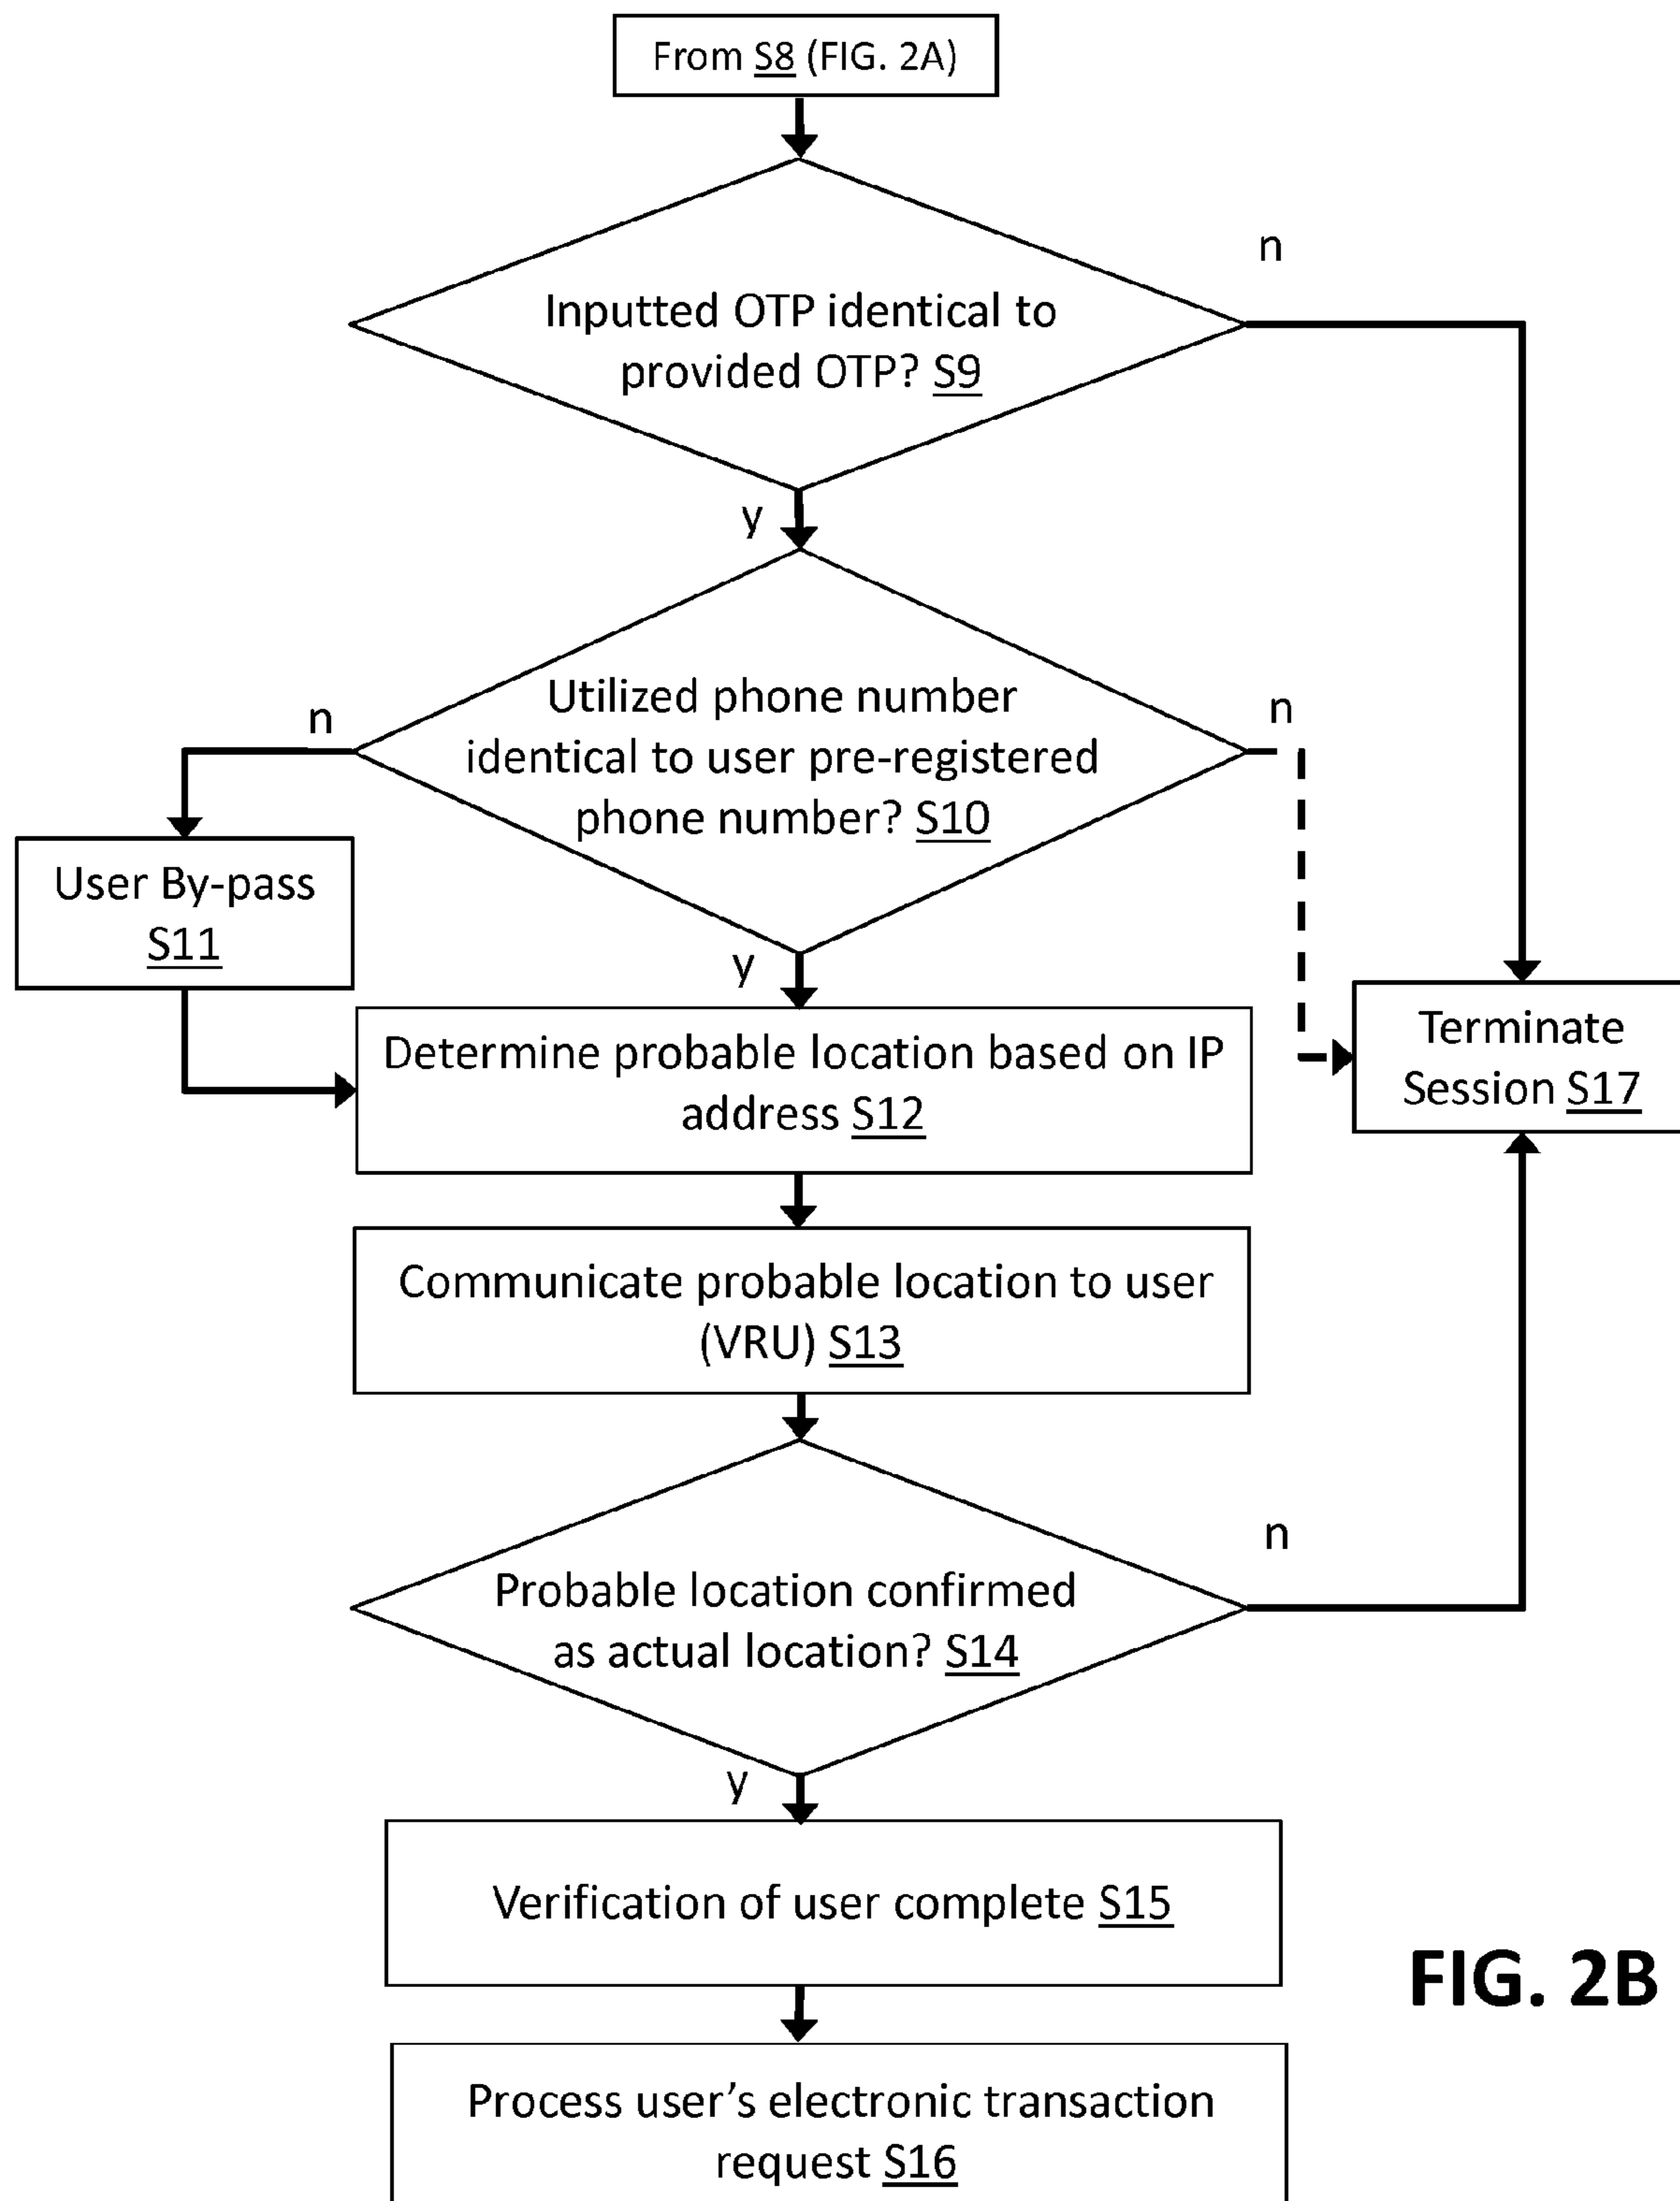 From S8 (FIG. 2A)
n
Inputted OTP identical to
provided OTP? S9
y
Utilized phone number
identical to user pre-registered
phone number? S10
n
n
User By-pass
S11
y
Determine probable location based on IP
address S12
Terminate
Session S17
Communicate probable location to user
(VRU) S13
n
Probable location confirmed
as actual location? S14
y
Verification of user complete S15
FIG. 2B
Process user’s electronic transaction
request S16